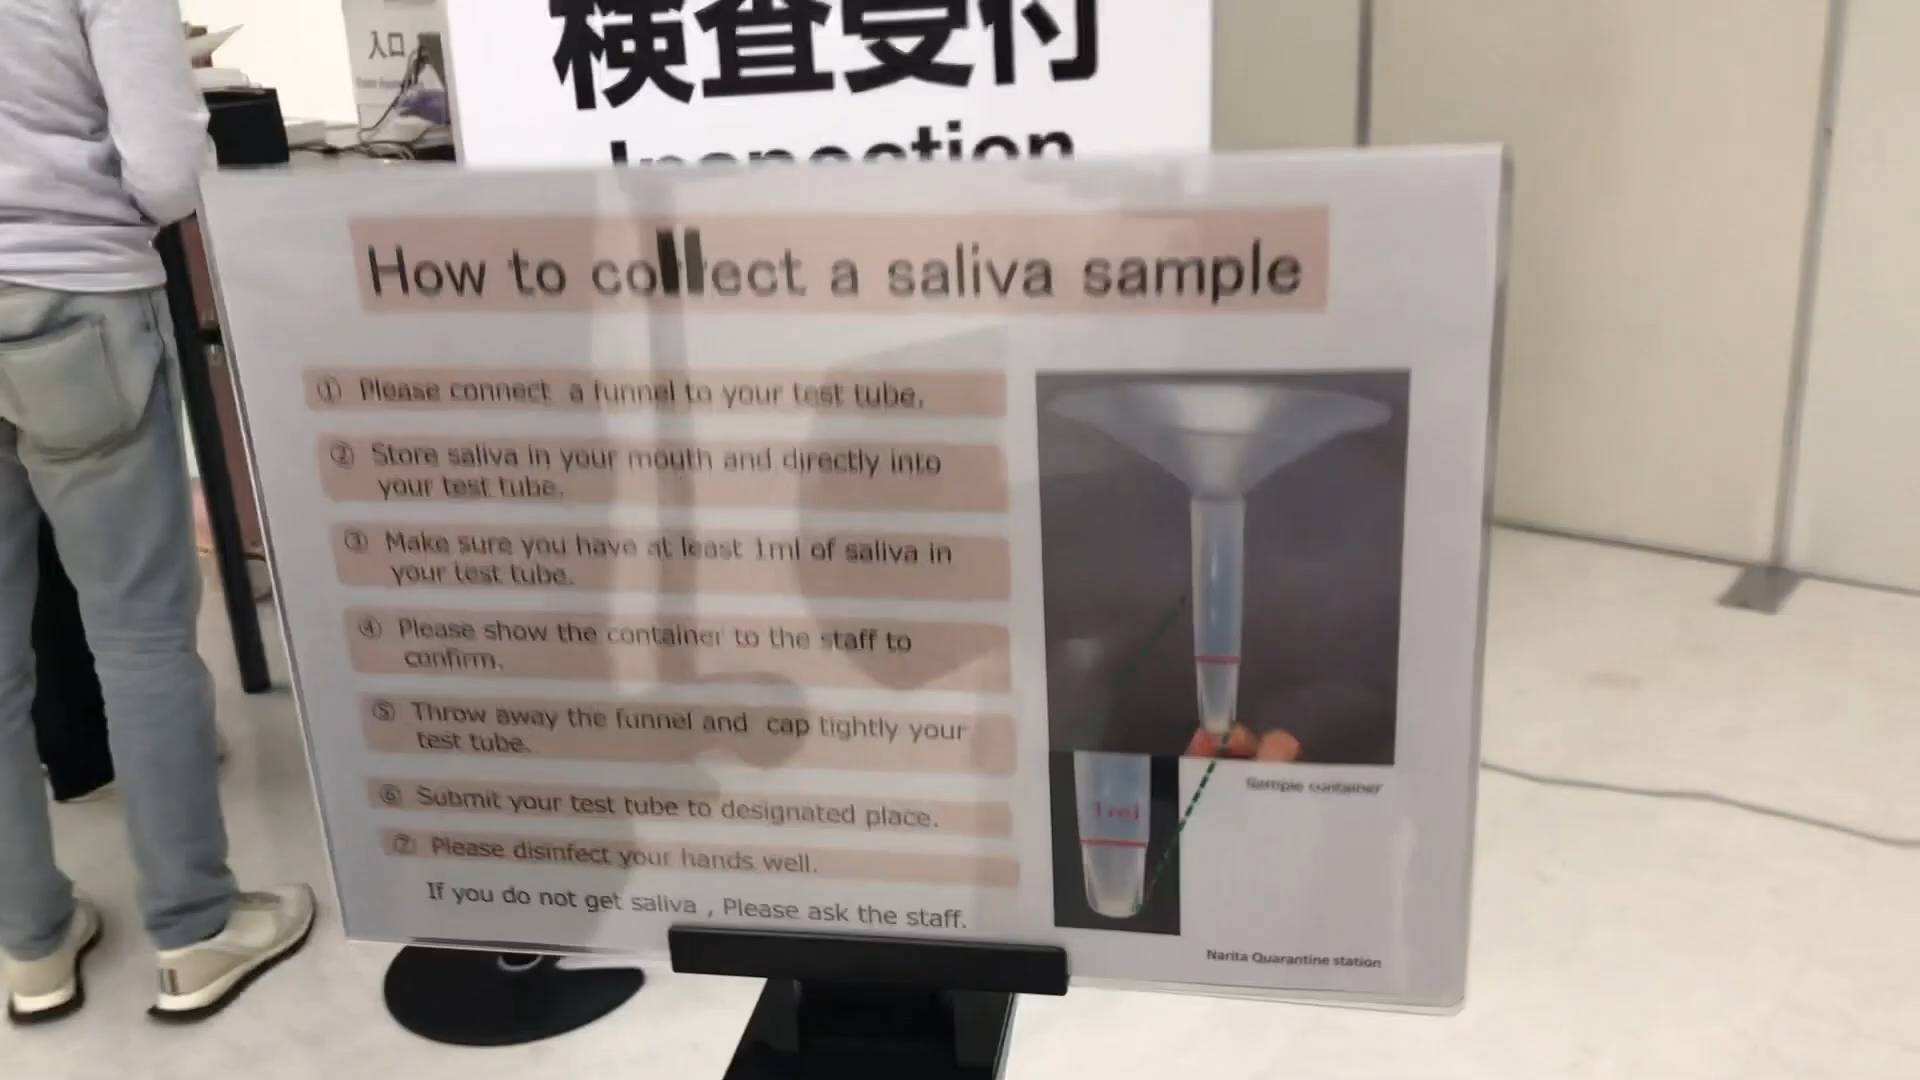 入口
検査受付
Inspection
How to collect a saliva sample
① Please connect a funnel to your test tube.
② Store saliva in your mouth and directly into
your test tube.
③ Make sure you have at least 1ml of saliva in
your test tube.
④ Please show the container to the staff to
confirm.
⑤ Throw away the funnel and cap tightly your
test tube.
⑥ Submit your test tube to designated place.
⑦ Please disinfect your hands well.
If you do not get saliva , Please ask the staff.
1ml
Sample container
Narita Quarantine station